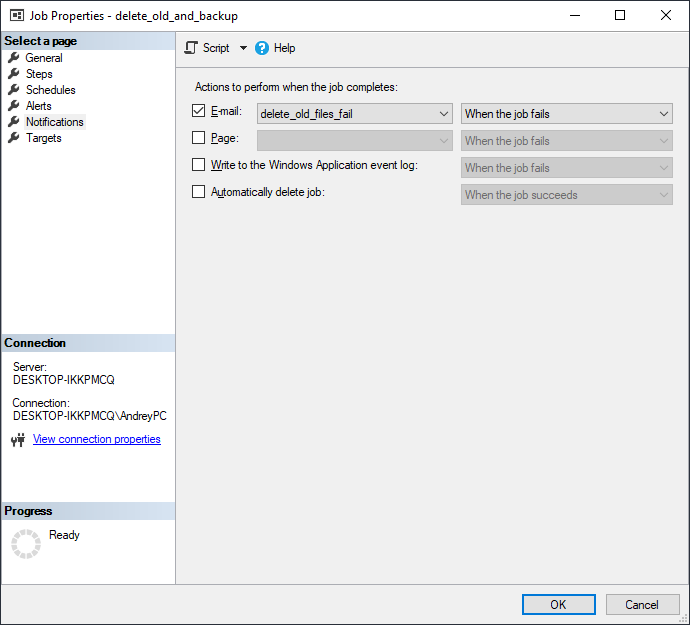 Job Properties - delete_old_and_backup
Select a page
General
Steps
Schedules
Alerts
Notifications
Targets
Script
Help
Actions to perform when the job completes:
E-mail: delete_old_files_fail When the job fails
Page: When the job fails
Write to the Windows Application event log: When the job fails
Automatically delete job: When the job succeeds
Connection
Server:
DESKTOP-IKKPMCQ
Connection:
DESKTOP-IKKPMCQ\AndreyPC
View connection properties
Progress
Ready
OK Cancel